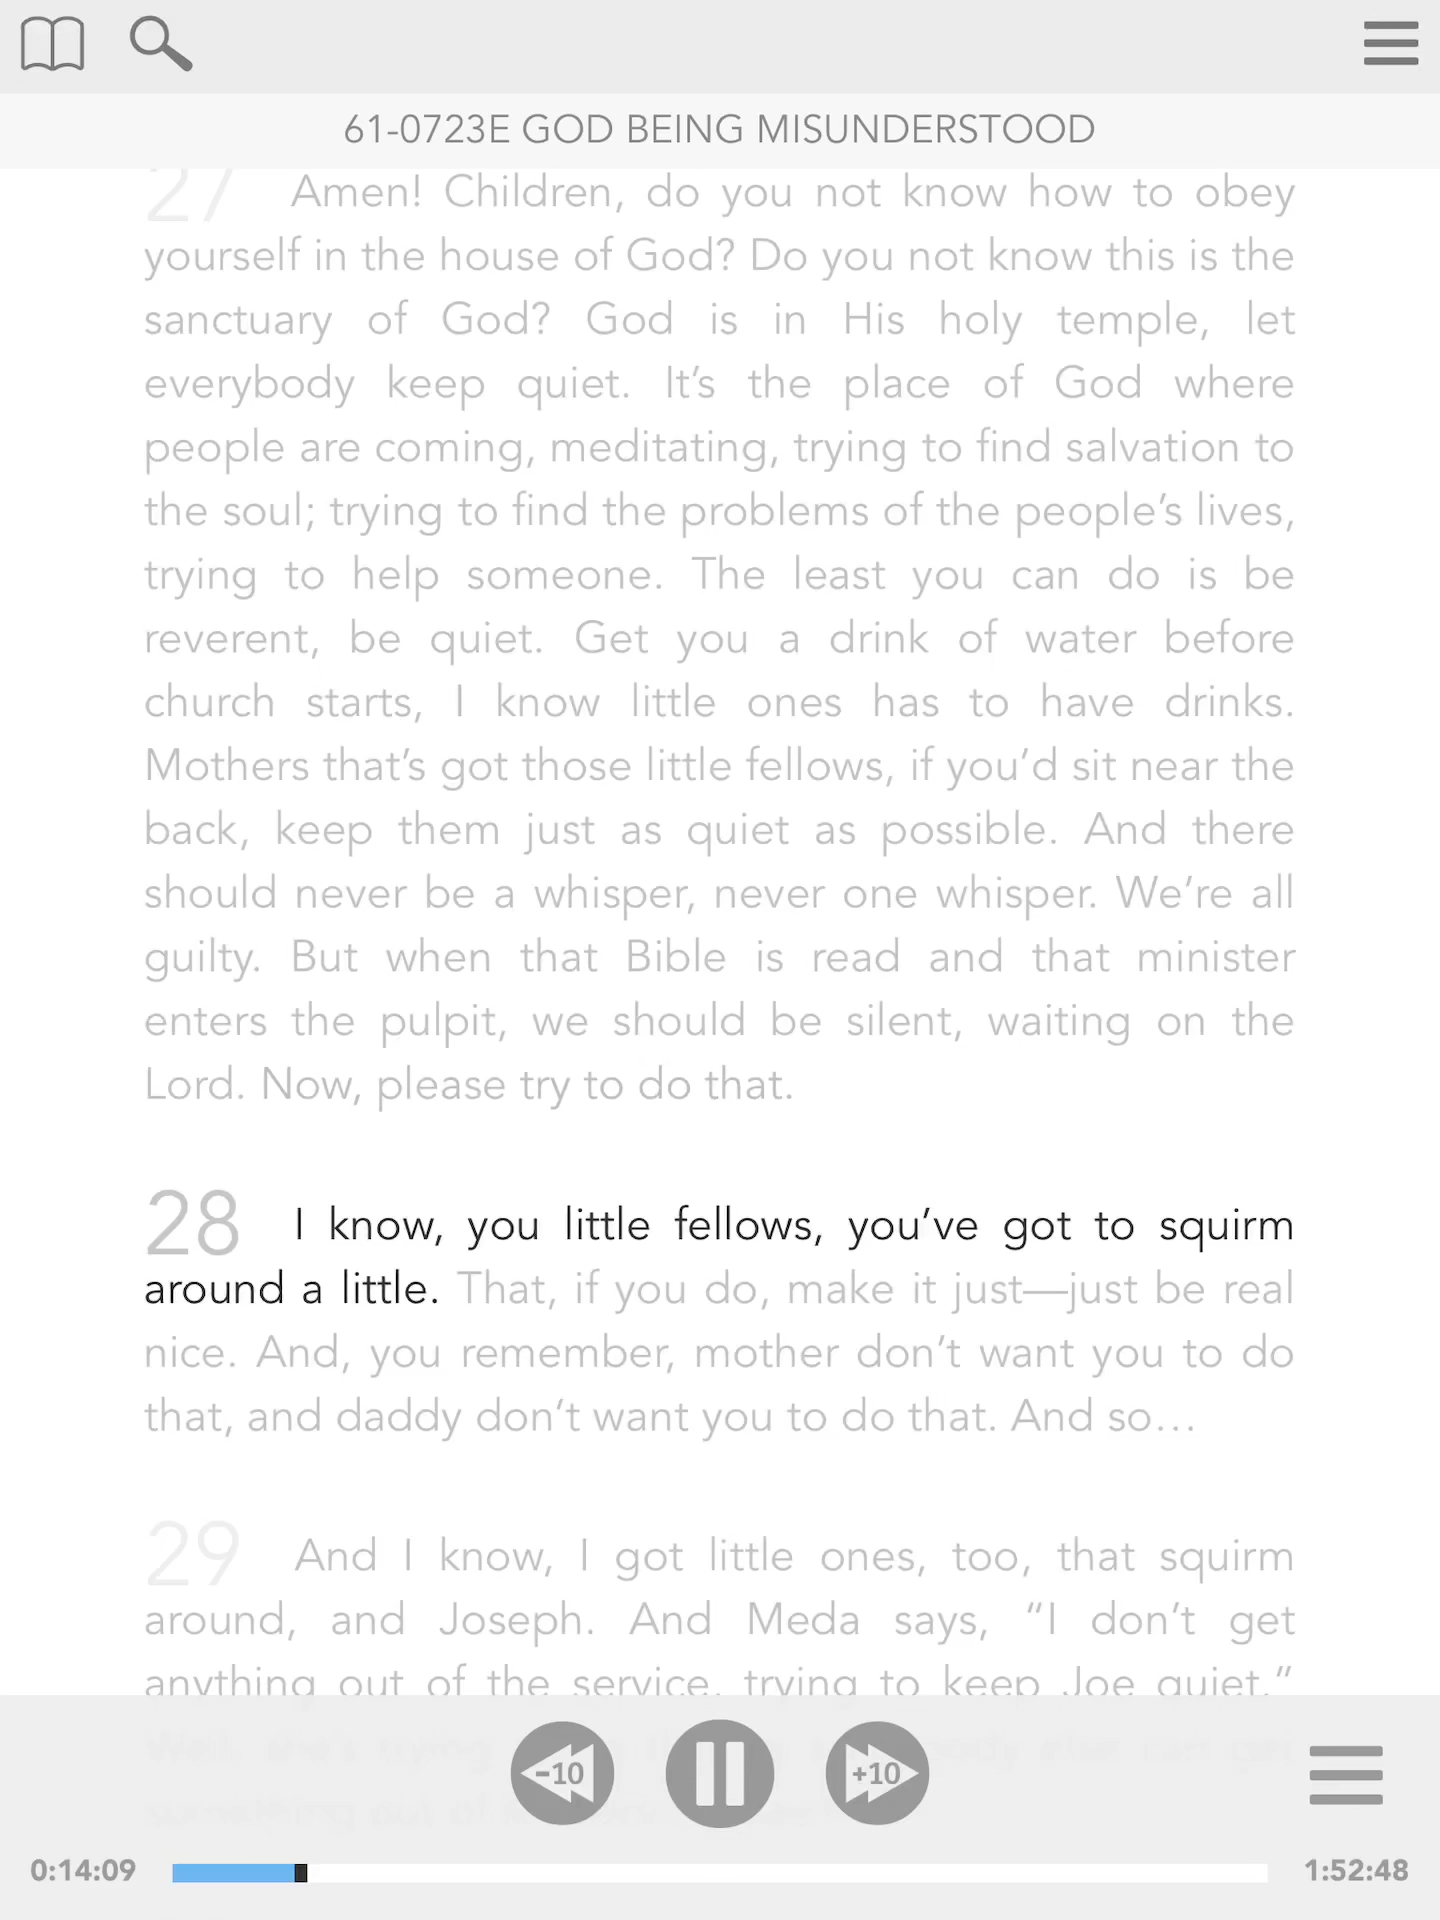 61-0723E GOD BEING MISUNDERSTOOD
27 Amen! Children, do you not know how to obey
yourself in the house of God? Do you not know this is the
sanctuary of God? God is in His holy temple, let
everybody keep quiet. It’s the place of God where
people are coming, meditating, trying to find salvation to
the soul; trying to find the problems of the people’s lives,
trying to help someone. The least you can do is be
reverent, be quiet. Get you a drink of water before
church starts, I know little ones has to have drinks.
Mothers that’s got those little fellows, if you’d sit near the
back, keep them just as quiet as possible. And there
should never be a whisper, never one whisper. We’re all
guilty. But when that Bible is read and that minister
enters the pulpit, we should be silent, waiting on the
Lord. Now, please try to do that.
28 I know, you little fellows, you’ve got to squirm
around a little. That, if you do, make it just—just be real
nice. And, you remember, mother don’t want you to do
that, and daddy don’t want you to do that. And so…
29 And I know, I got little ones, too, that squirm
around, and Joseph. And Meda says, “I don’t get
anything out of the service, trying to keep Joe quiet.”
-10 +10
0:14:09 1:52:48